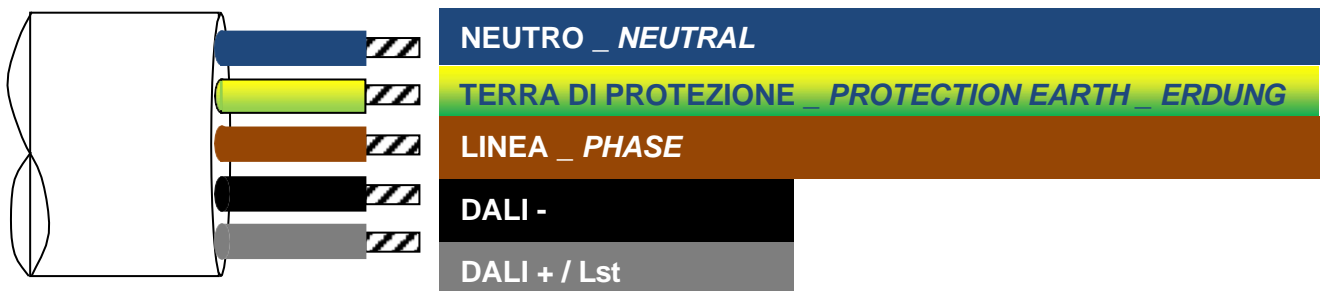 NEUTRO _ NEUTRAL
TERRA DI PROTEZIONE _ PROTECTION EARTH _ ERDUNG
LINEA _ PHASE
DALI -
DALI + / Lst